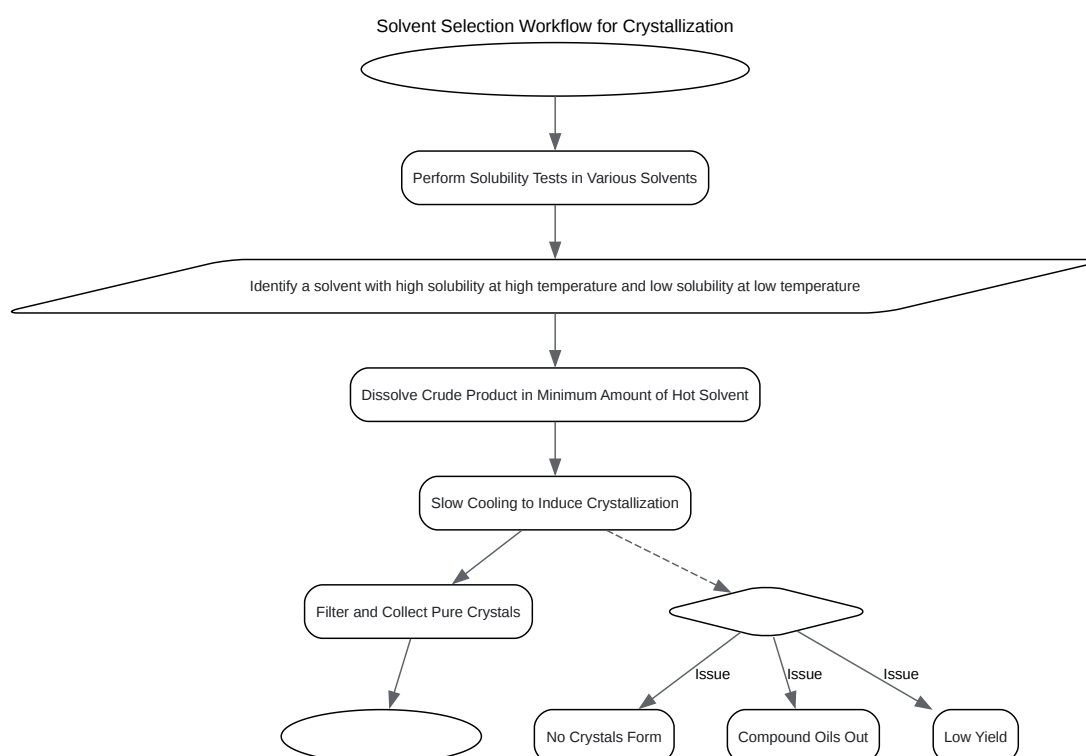 Solvent Selection Workflow for Crystallization
Perform Solubility Tests in Various Solvents
Identify a solvent with high solubility at high temperature and low solubility at low temperature
Dissolve Crude Product in Minimum Amount of Hot Solvent
Slow Cooling to Induce Crystallization
Filter and Collect Pure Crystals
Issue
Issue
Issue
No Crystals Form
Compound Oils Out
Low Yield